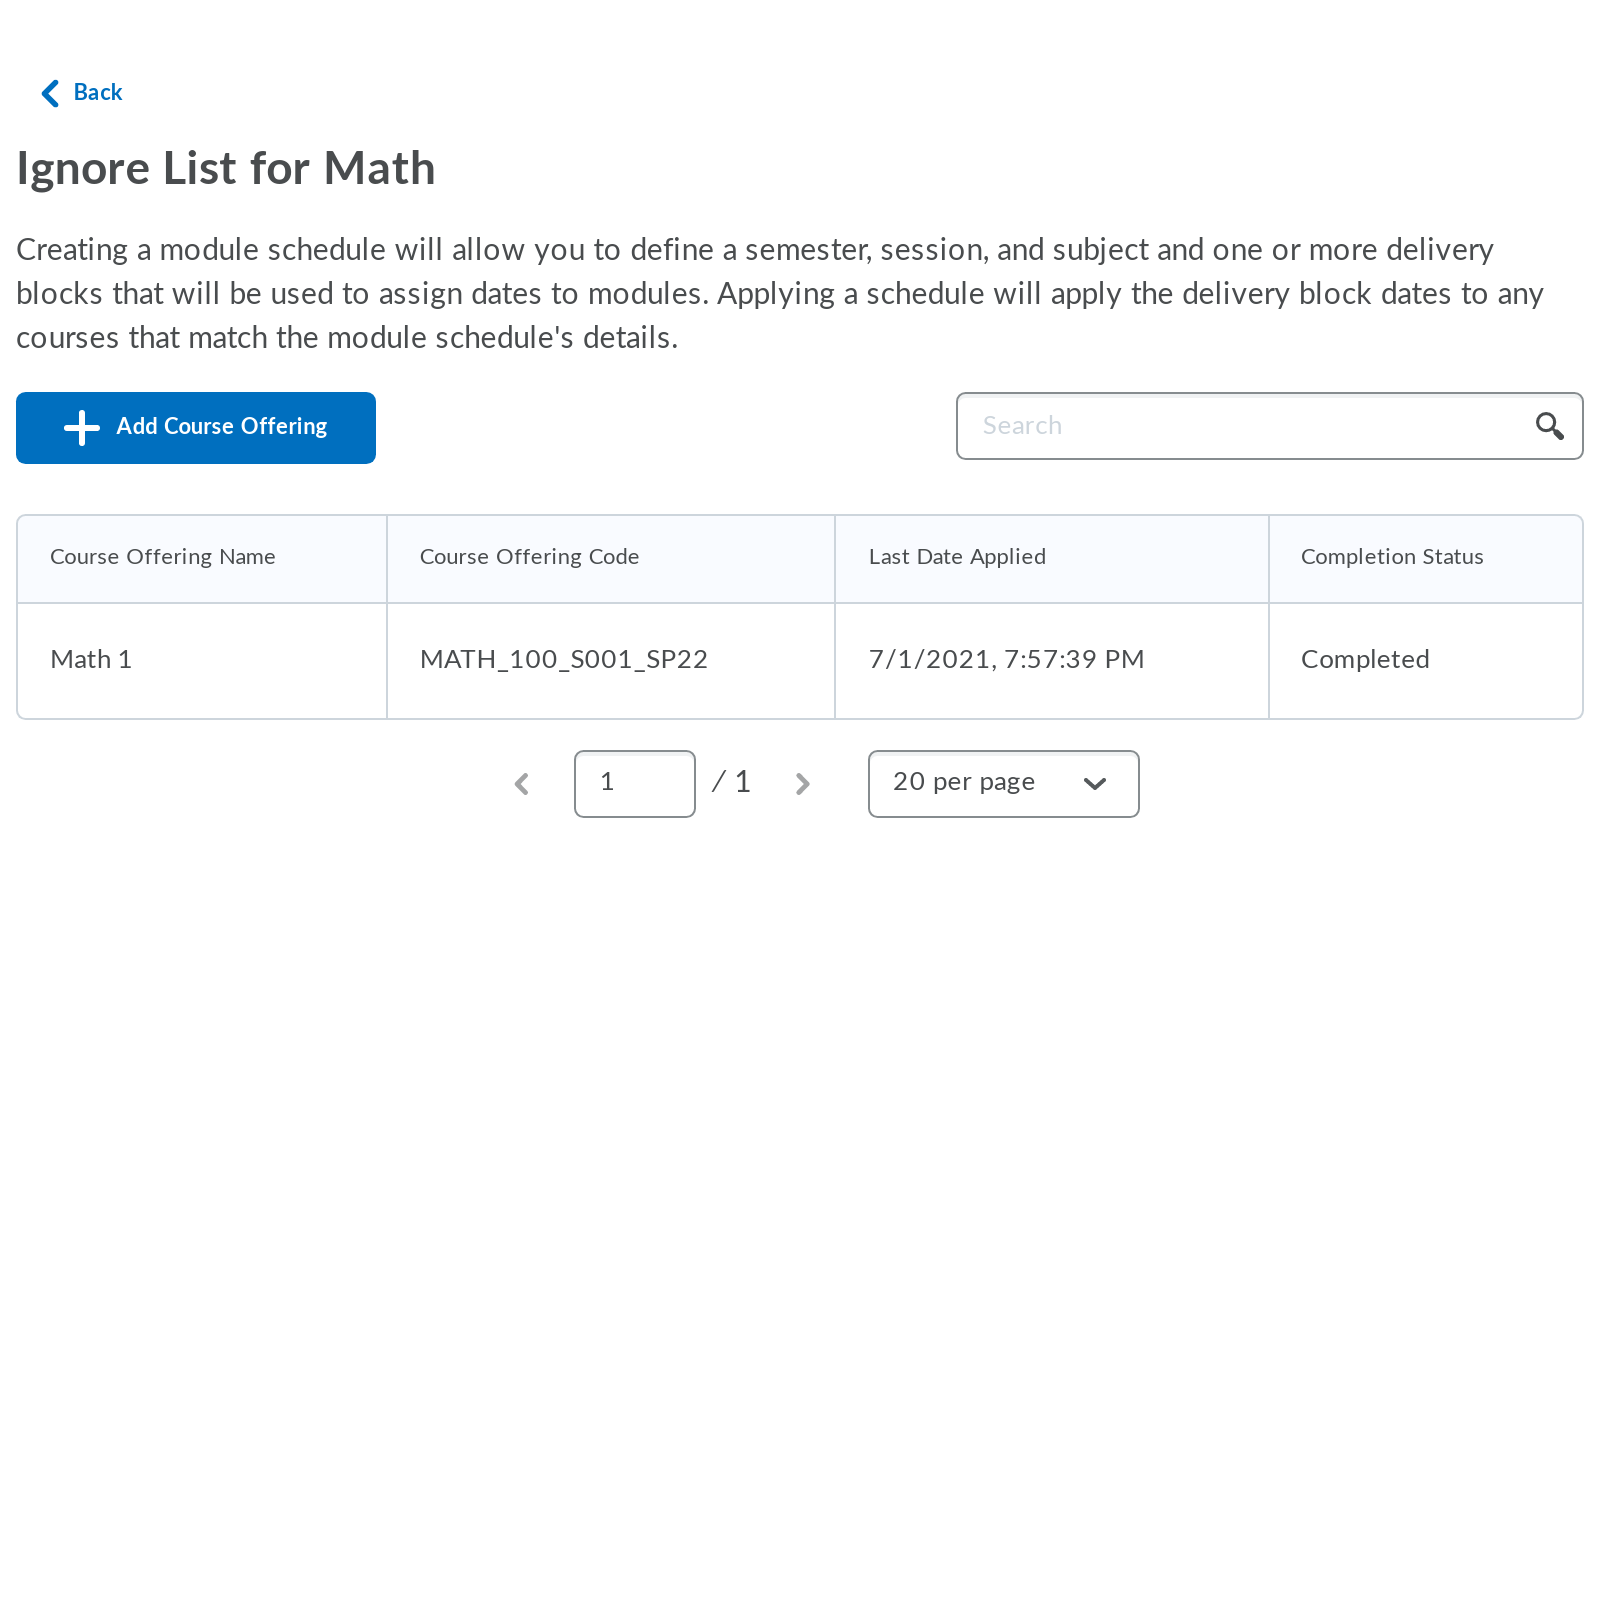 Back
Ignore List for Math
Creating a module schedule will allow you to define a semester, session, and subject and one or more delivery
blocks that will be used to assign dates to modules. Applying a schedule will apply the delivery block dates to any
courses that match the module schedule's details.
Add Course Offering
Search
Course Offering Name
Course Offering Code
Last Date Applied
Completion Status
Math 1
MATH_100_S001_SP22
7/1/2021, 7:57:39 PM
Completed
1
/ 1
20 per page